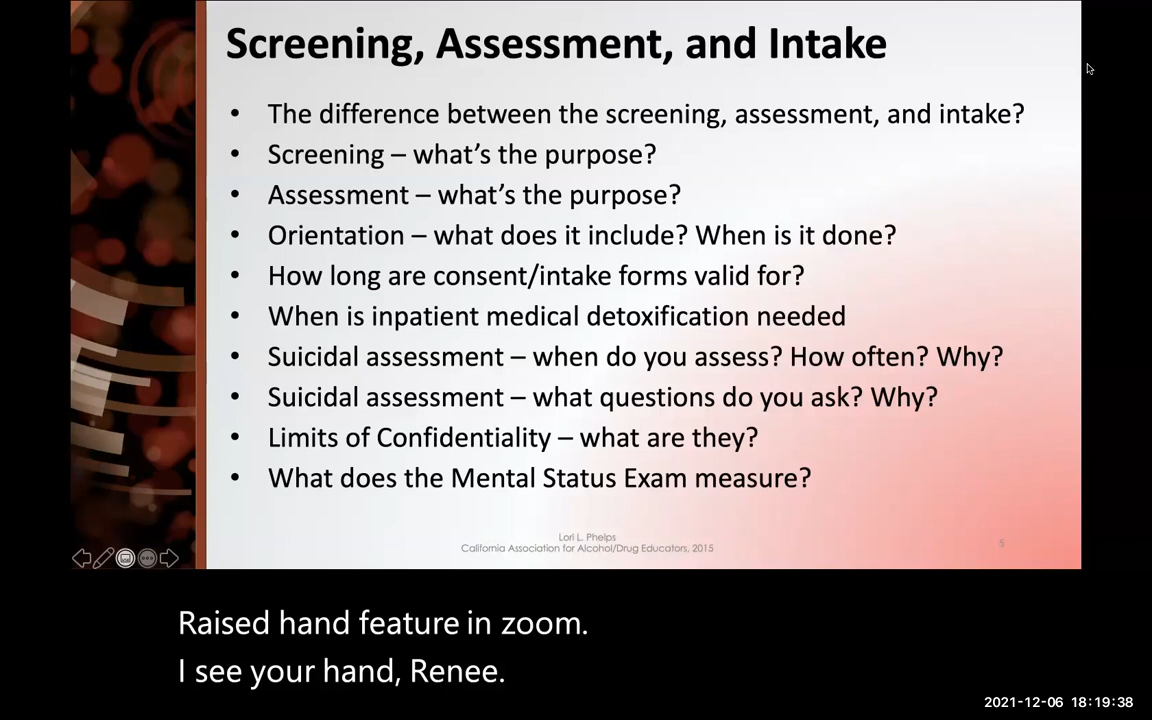 Screening, Assessment, and Intake
• The difference between the screening, assessment, and intake?
• Screening – what’s the purpose?
• Assessment – what’s the purpose?
• Orientation – what does it include? When is it done?
• How long are consent/intake forms valid for?
• When is inpatient medical detoxification needed
• Suicidal assessment – when do you assess? How often? Why?
• Suicidal assessment – what questions do you ask? Why?
• Limits of Confidentiality – what are they?
• What does the Mental Status Exam measure?
Lori L. Phelps
California Association for Alcohol/Drug Educators, 2015
5
Raised hand feature in zoom.
I see your hand, Renee.
2021-12-06 18:19:38